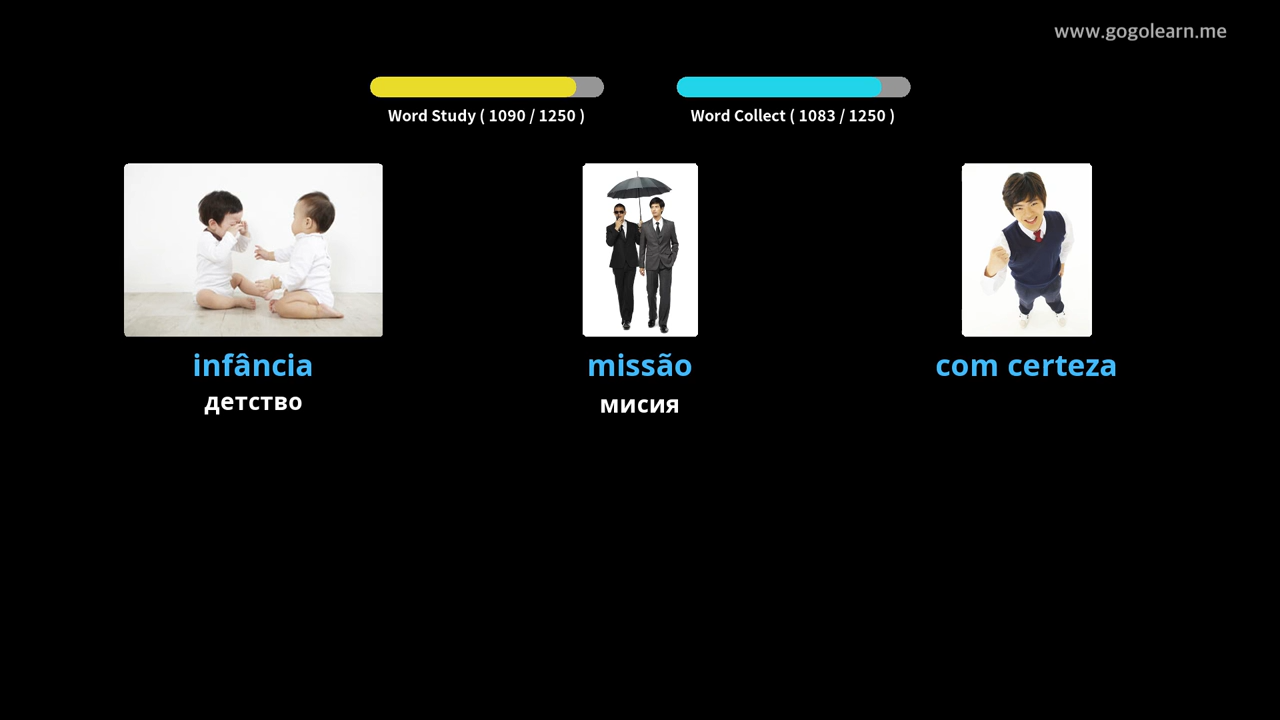 www.gogolearn.me
Word Study ( 1090 / 1250 )
Word Collect ( 1083 / 1250 )
infância
missão
com certeza
детство
мисия